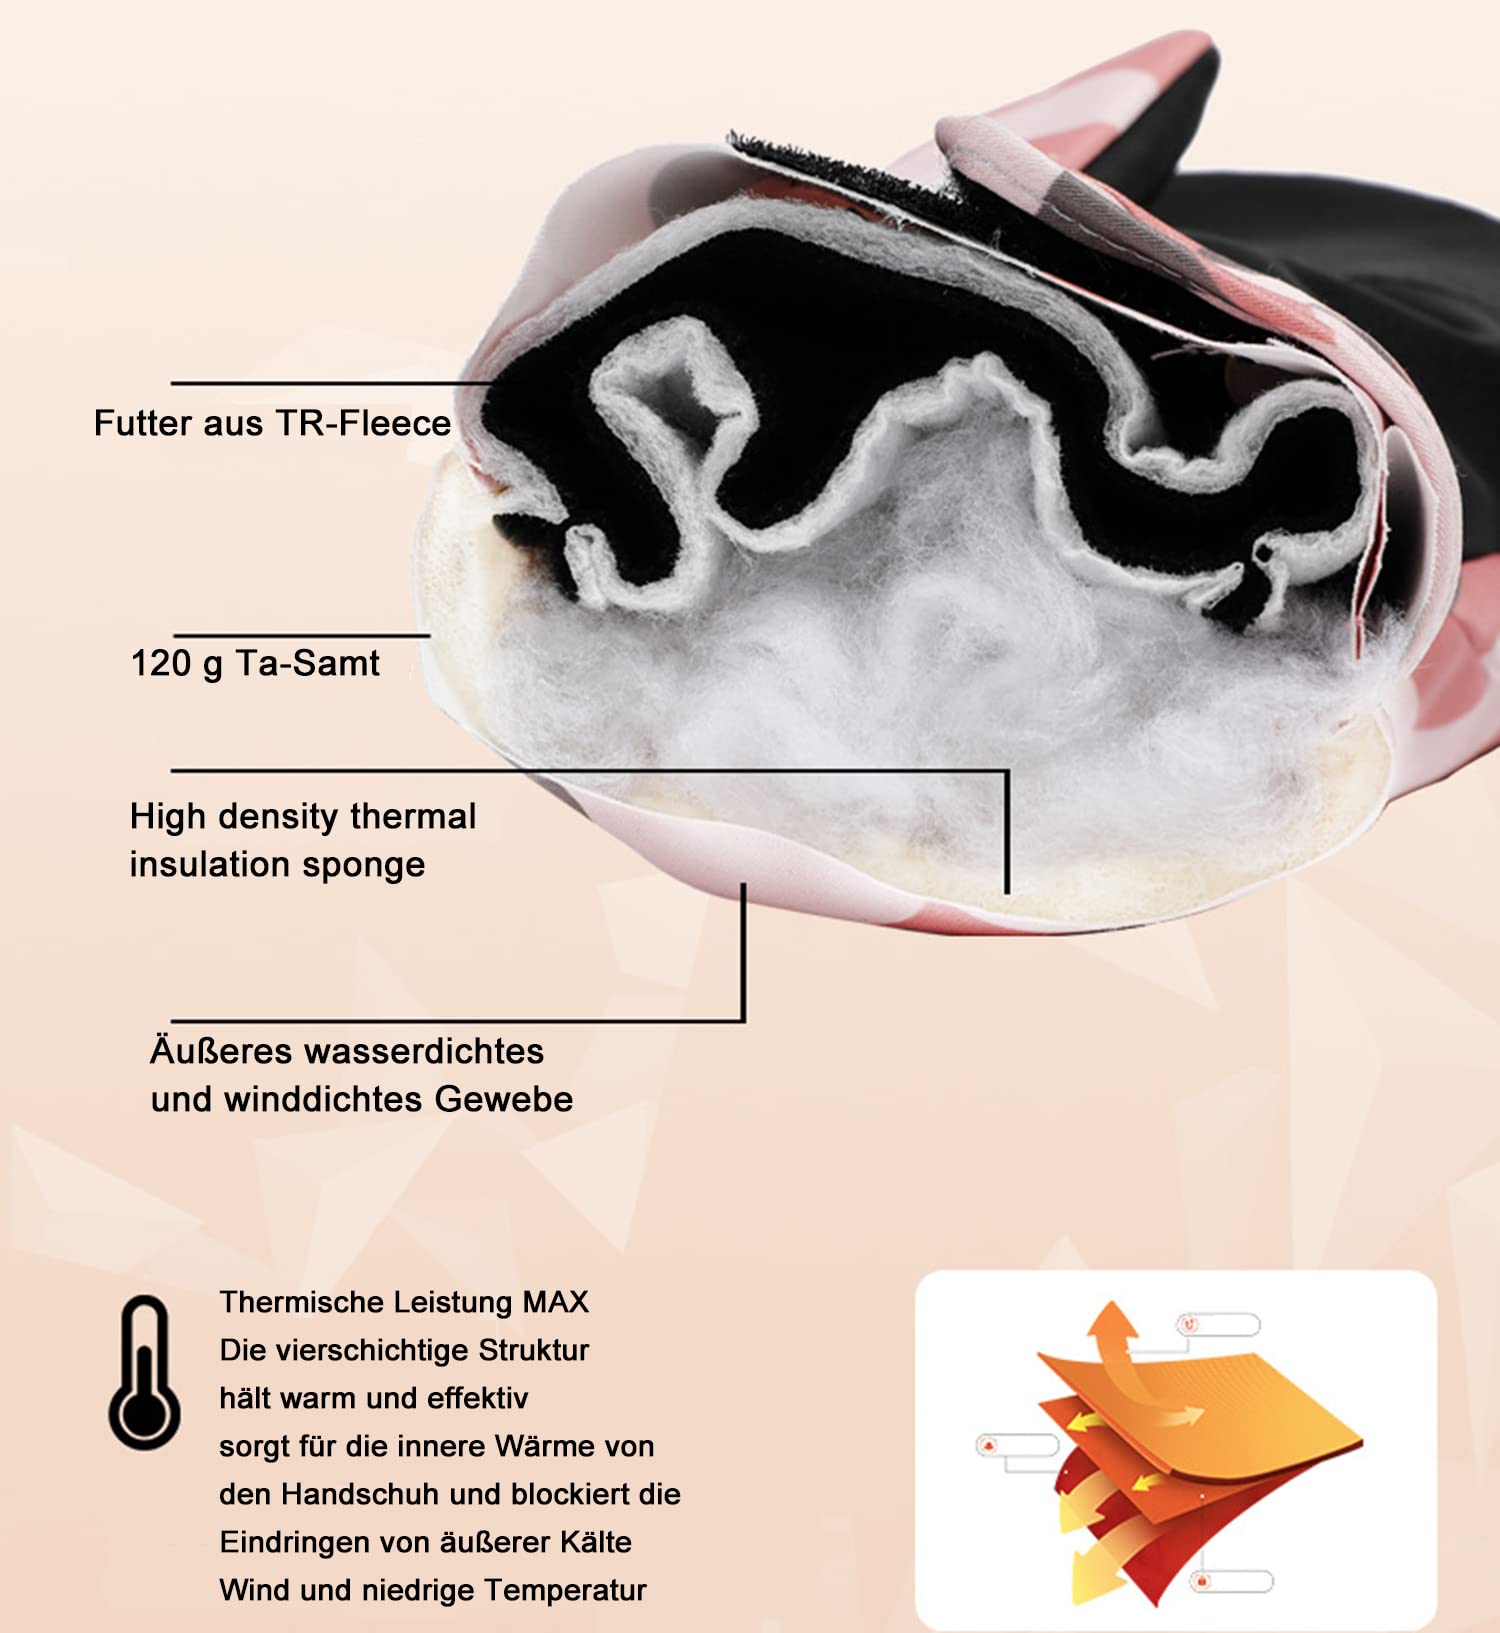 Futter aus TR-Fleece
120 g Ta-Samt
High density thermal
insulation sponge
Äußeres wasserdichtes
und winddichtes Gewebe
Thermische Leistung MAX
Die vierschichtige Struktur
hält warm und effektiv
sorgt für die innere Wärme von
den Handschuh und blockiert die
Eindringen von äußerer Kälte
Wind und niedrige Temperatur